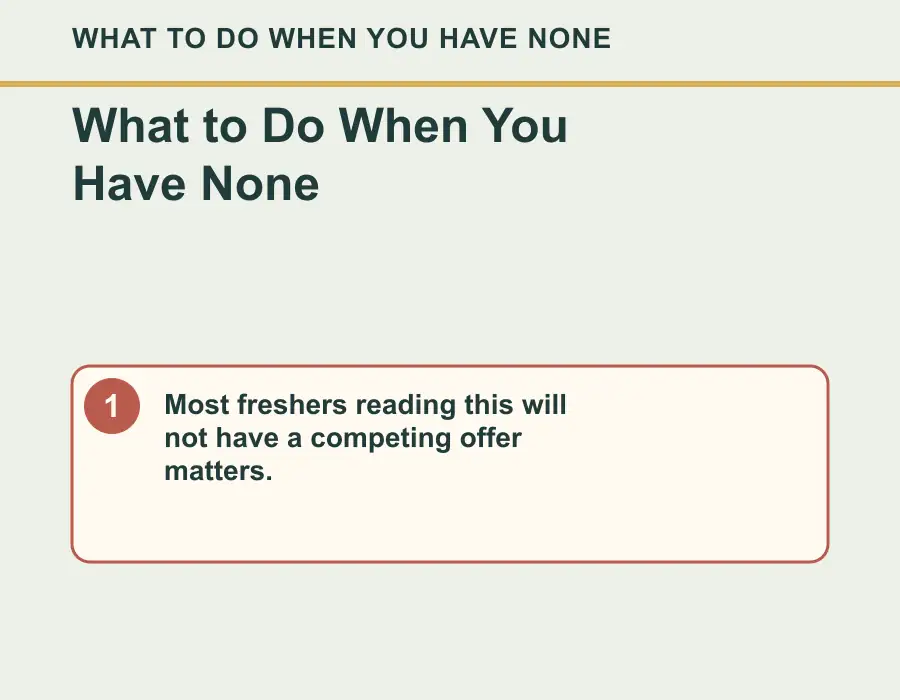 WHAT TO DO WHEN YOU HAVE NONE
What to Do When You
Have None
1
Most freshers reading this will
not have a competing offer
matters.